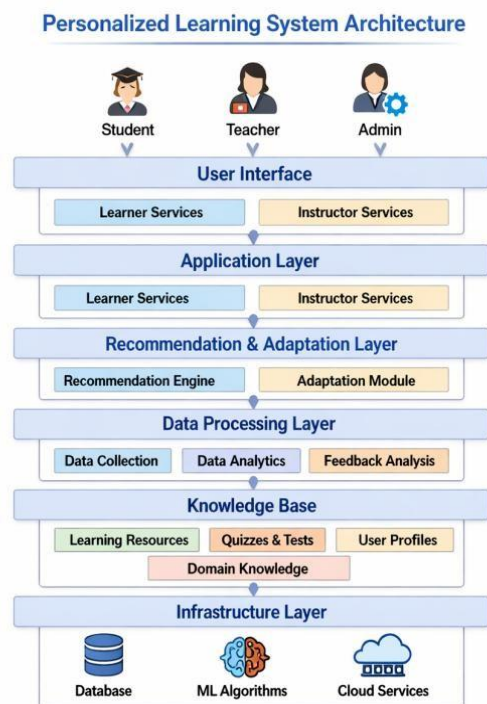 Personalized Learning System Architecture
Student Teacher Admin
User Interface
Learner Services Instructor Services
Application Layer
Learner Services Instructor Services
Recommendation & Adaptation Layer
Recommendation Engine Adaptation Module
Data Processing Layer
Data Collection Data Analytics Feedback Analysis
Knowledge Base
Learning Resources Quizzes & Tests User Profiles
Domain Knowledge
Infrastructure Layer
Database ML Algorithms Cloud Services